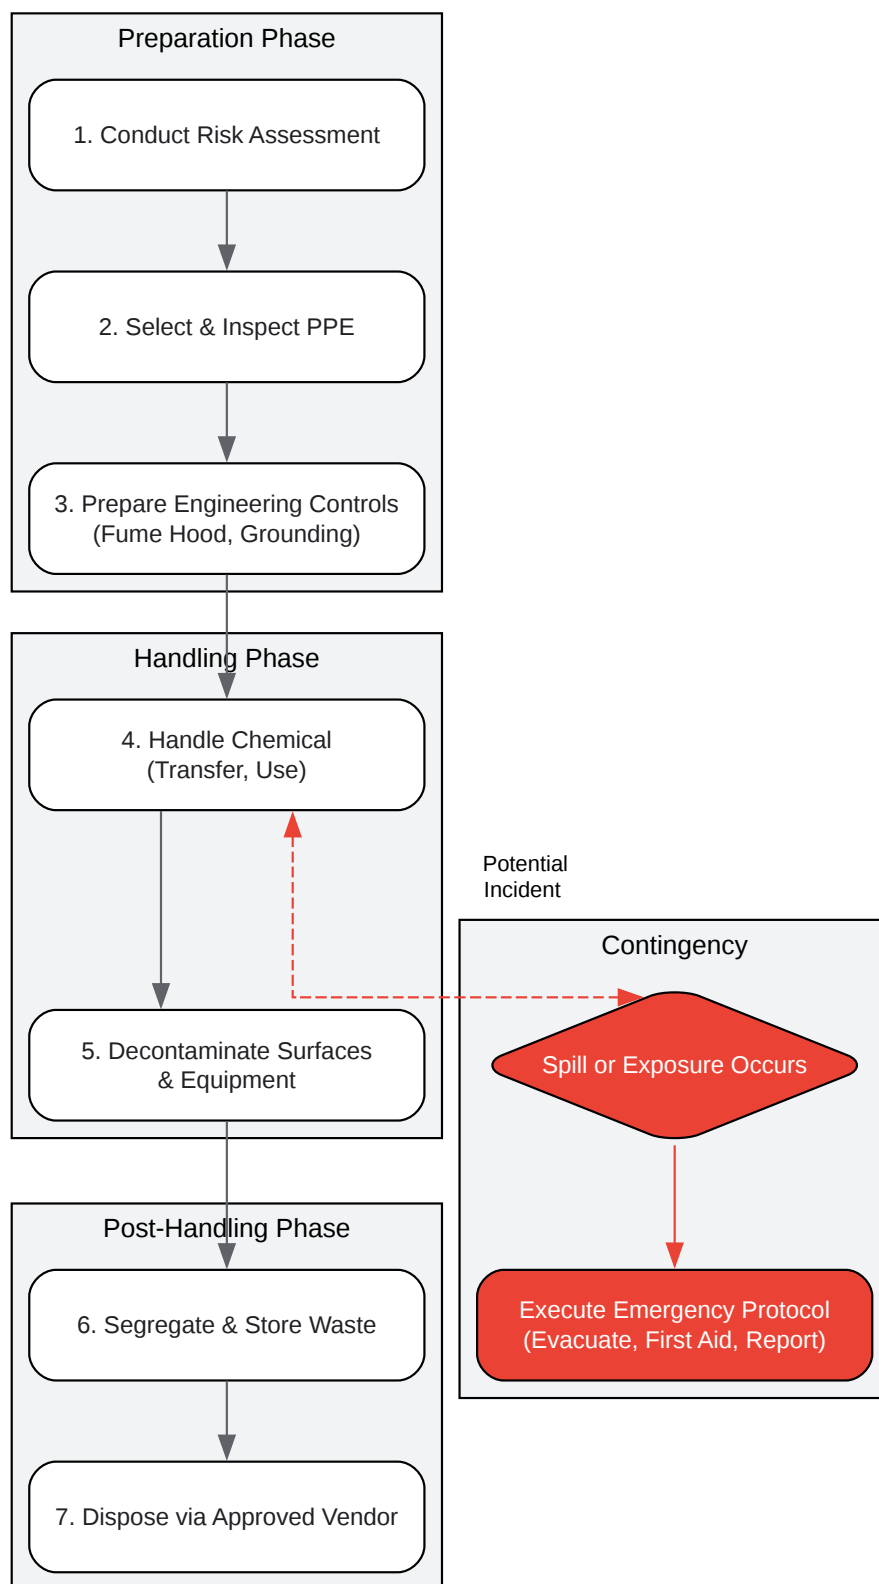 Preparation Phase
1. Conduct Risk Assessment
2. Select & Inspect PPE
3. Prepare Engineering Controls
(Fume Hood, Grounding)
Handling Phase
4. Handle Chemical
(Transfer, Use)
5. Decontaminate Surfaces
& Equipment
Post-Handling Phase
6. Segregate & Store Waste
7. Dispose via Approved Vendor
Potential
Incident
Contingency
Spill or Exposure Occurs
Execute Emergency Protocol
(Evacuate, First Aid, Report)